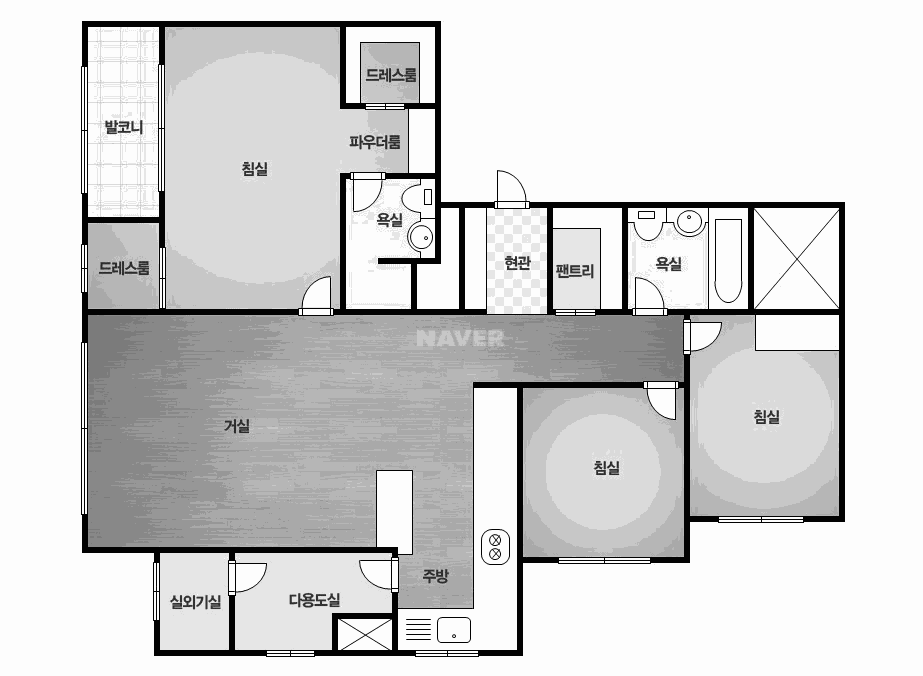 드레스룸
발코니
파우더룸
침실
욕실
드레스룸
현관
팬트리
욕실
NAVER
거실
침실
침실
주방
실외기실
다용도실